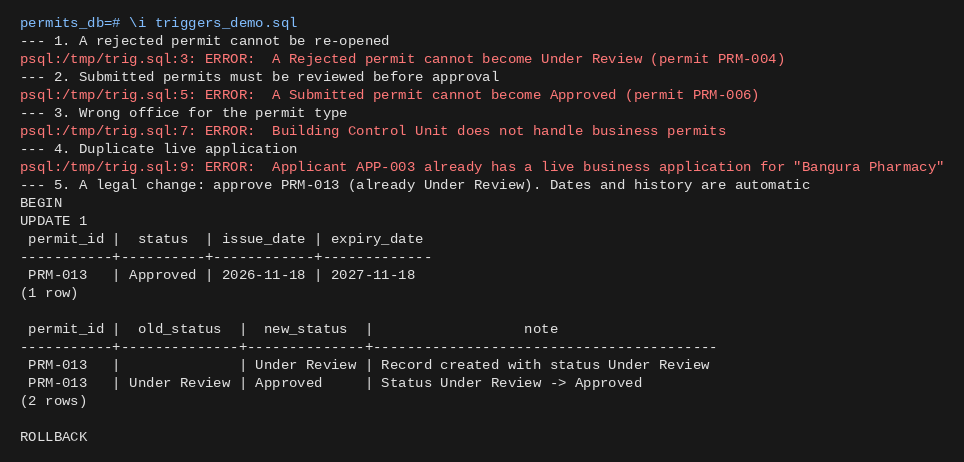 permits_db=# \i triggers_demo.sql
--- 1. A rejected permit cannot be re-opened
psql:/tmp/trig.sql:3: ERROR:  A Rejected permit cannot become Under Review (permit PRM-004)
--- 2. Submitted permits must be reviewed before approval
psql:/tmp/trig.sql:5: ERROR:  A Submitted permit cannot become Approved (permit PRM-006)
--- 3. Wrong office for the permit type
psql:/tmp/trig.sql:7: ERROR:  Building Control Unit does not handle business permits
--- 4. Duplicate live application
psql:/tmp/trig.sql:9: ERROR:  Applicant APP-003 already has a live business application for "Bangura Pharmacy"
--- 5. A legal change: approve PRM-013 (already Under Review). Dates and history are automatic
BEGIN
UPDATE 1
 permit_id |  status  | issue_date | expiry_date
-----------+----------+------------+-------------
 PRM-013   | Approved | 2026-11-18 | 2027-11-18
(1 row)

 permit_id |  old_status  |  new_status  |                  note
-----------+--------------+--------------+-----------------------------------------
 PRM-013   |              | Under Review | Record created with status Under Review
 PRM-013   | Under Review | Approved     | Status Under Review -> Approved
(2 rows)

ROLLBACK